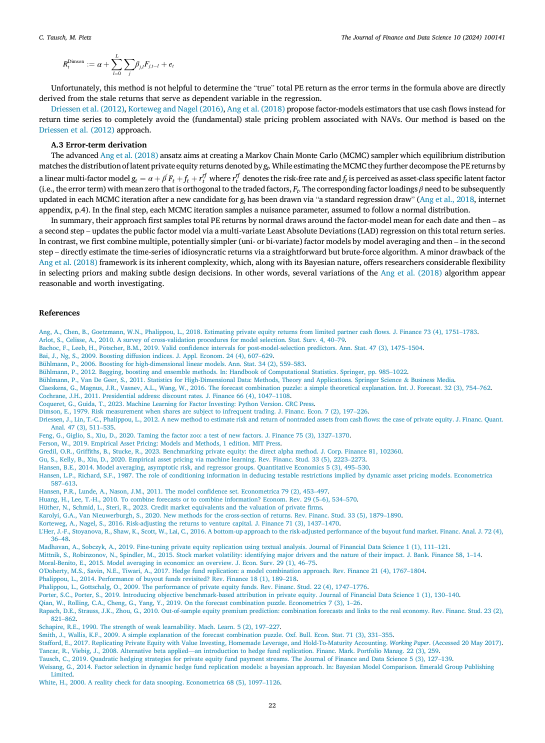 C. Tausch, M. Pietz
The Journal of Finance and Data Science 10 (2024) 100141
R_t^Dimson := α + ∑_{l=0}^{L} ∑_j β_{j,l} F_{j,t−l} + e_t
Unfortunately, this method is not helpful to determine the “true” total PE return as the error terms in the formula above are directly
derived from the stale returns that serve as dependent variable in the regression.
Driessen et al. (2012), Korteweg and Nagel (2016), Ang et al. (2018) propose factor-models estimators that use cash flows instead for
return time series to completely avoid the (fundamental) stale pricing problem associated with NAVs. Our method is based on the
Driessen et al. (2012) approach.
A.3 Error-term derivation
The advanced Ang et al. (2018) ansatz aims at creating a Markov Chain Monte Carlo (MCMC) sampler which equilibrium distribution
matches the distribution of latent private equity returns denoted by g_t. While estimating the MCMC they further decompose the PE returns by
a linear multi-factor model g_t = α + β′F_t + f_t + r_t^rf where r_t^rf denotes the risk-free rate and f_t is perceived as asset-class specific latent factor
(i.e., the error term) with mean zero that is orthogonal to the traded factors, F_t. The corresponding factor loadings β need to be subsequently
updated in each MCMC iteration after a new candidate for g_t has been drawn via “a standard regression draw” (Ang et al., 2018, internet
appendix, p.4). In the final step, each MCMC iteration samples a nuisance parameter, assumed to follow a normal distribution.
In summary, their approach first samples total PE returns by normal draws around the factor-model mean for each date and then – as
a second step – updates the public factor model via a multi-variate Least Absolute Deviations (LAD) regression on this total return series.
In contrast, we first combine multiple, potentially simpler (uni- or bi-variate) factor models by model averaging and then – in the second
step – directly estimate the time-series of idiosyncratic returns via a straightforward but brute-force algorithm. A minor drawback of the
Ang et al. (2018) framework is its inherent complexity, which, along with its Bayesian nature, offers researchers considerable flexibility
in selecting priors and making subtle design decisions. In other words, several variations of the Ang et al. (2018) algorithm appear
reasonable and worth investigating.
References
Ang, A., Chen, B., Goetzmann, W.N., Phalippou, L., 2018. Estimating private equity returns from limited partner cash flows. J. Finance 73 (4), 1751–1783.
Arlot, S., Celisse, A., 2010. A survey of cross-validation procedures for model selection. Stat. Surv. 4, 40–79.
Bachoc, F., Leeb, H., Pötscher, B.M., 2019. Valid confidence intervals for post-model-selection predictors. Ann. Stat. 47 (3), 1475–1504.
Bai, J., Ng, S., 2009. Boosting diffusion indices. J. Appl. Econom. 24 (4), 607–629.
Bühlmann, P., 2006. Boosting for high-dimensional linear models. Ann. Stat. 34 (2), 559–583.
Bühlmann, P., 2012. Bagging, boosting and ensemble methods. In: Handbook of Computational Statistics. Springer, pp. 985–1022.
Bühlmann, P., Van De Geer, S., 2011. Statistics for High-Dimensional Data: Methods, Theory and Applications. Springer Science & Business Media.
Claeskens, G., Magnus, J.R., Vasnev, A.L., Wang, W., 2016. The forecast combination puzzle: a simple theoretical explanation. Int. J. Forecast. 32 (3), 754–762.
Cochrane, J.H., 2011. Presidential address: discount rates. J. Finance 66 (4), 1047–1108.
Coqueret, G., Guida, T., 2023. Machine Learning for Factor Investing: Python Version. CRC Press.
Dimson, E., 1979. Risk measurement when shares are subject to infrequent trading. J. Financ. Econ. 7 (2), 197–226.
Driessen, J., Lin, T.-C., Phalippou, L., 2012. A new method to estimate risk and return of nontraded assets from cash flows: the case of private equity. J. Financ. Quant.
Anal. 47 (3), 511–535.
Feng, G., Giglio, S., Xiu, D., 2020. Taming the factor zoo: a test of new factors. J. Finance 75 (3), 1327–1370.
Ferson, W., 2019. Empirical Asset Pricing: Models and Methods, 1 edition. MIT Press.
Gredil, O.R., Griffiths, B., Stucke, R., 2023. Benchmarking private equity: the direct alpha method. J. Corp. Finance 81, 102360.
Gu, S., Kelly, B., Xiu, D., 2020. Empirical asset pricing via machine learning. Rev. Financ. Stud. 33 (5), 2223–2273.
Hansen, B.E., 2014. Model averaging, asymptotic risk, and regressor groups. Quantitative Economics 5 (3), 495–530.
Hansen, L.P., Richard, S.F., 1987. The role of conditioning information in deducing testable restrictions implied by dynamic asset pricing models. Econometrica
587–613.
Hansen, P.R., Lunde, A., Nason, J.M., 2011. The model confidence set. Econometrica 79 (2), 453–497.
Huang, H., Lee, T.-H., 2010. To combine forecasts or to combine information? Econom. Rev. 29 (5–6), 534–570.
Hüther, N., Schmid, L., Steri, R., 2023. Credit market equivalents and the valuation of private firms.
Karolyi, G.A., Van Nieuwerburgh, S., 2020. New methods for the cross-section of returns. Rev. Financ. Stud. 33 (5), 1879–1890.
Korteweg, A., Nagel, S., 2016. Risk-adjusting the returns to venture capital. J. Finance 71 (3), 1437–1470.
L'Her, J.-F., Stoyanova, R., Shaw, K., Scott, W., Lai, C., 2016. A bottom-up approach to the risk-adjusted performance of the buyout fund market. Financ. Anal. J. 72 (4),
36–48.
Madhavan, A., Sobczyk, A., 2019. Fine-tuning private equity replication using textual analysis. Journal of Financial Data Science 1 (1), 111–121.
Mittnik, S., Robinzonov, N., Spindler, M., 2015. Stock market volatility: identifying major drivers and the nature of their impact. J. Bank. Finance 58, 1–14.
Moral-Benito, E., 2015. Model averaging in economics: an overview. J. Econ. Surv. 29 (1), 46–75.
O'Doherty, M.S., Savin, N.E., Tiwari, A., 2017. Hedge fund replication: a model combination approach. Rev. Finance 21 (4), 1767–1804.
Phalippou, L., 2014. Performance of buyout funds revisited? Rev. Finance 18 (1), 189–218.
Phalippou, L., Gottschalg, O., 2009. The performance of private equity funds. Rev. Financ. Stud. 22 (4), 1747–1776.
Porter, S.C., Porter, S., 2019. Introducing objective benchmark-based attribution in private equity. Journal of Financial Data Science 1 (1), 130–140.
Qian, W., Rolling, C.A., Cheng, G., Yang, Y., 2019. On the forecast combination puzzle. Econometrics 7 (3), 1–26.
Rapach, D.E., Strauss, J.K., Zhou, G., 2010. Out-of-sample equity premium prediction: combination forecasts and links to the real economy. Rev. Financ. Stud. 23 (2),
821–862.
Schapire, R.E., 1990. The strength of weak learnability. Mach. Learn. 5 (2), 197–227.
Smith, J., Wallis, K.F., 2009. A simple explanation of the forecast combination puzzle. Oxf. Bull. Econ. Stat. 71 (3), 331–355.
Stafford, E., 2017. Replicating Private Equity with Value Investing, Homemade Leverage, and Hold-To-Maturity Accounting. Working Paper. (Accessed 20 May 2017).
Tancar, R., Viebig, J., 2008. Alternative beta applied—an introduction to hedge fund replication. Financ. Mark. Portfolio Manag. 22 (3), 259.
Tausch, C., 2019. Quadratic hedging strategies for private equity fund payment streams. The Journal of Finance and Data Science 5 (3), 127–139.
Weisang, G., 2014. Factor selection in dynamic hedge fund replication models: a bayesian approach. In: Bayesian Model Comparison. Emerald Group Publishing
Limited.
White, H., 2000. A reality check for data snooping. Econometrica 68 (5), 1097–1126.
22